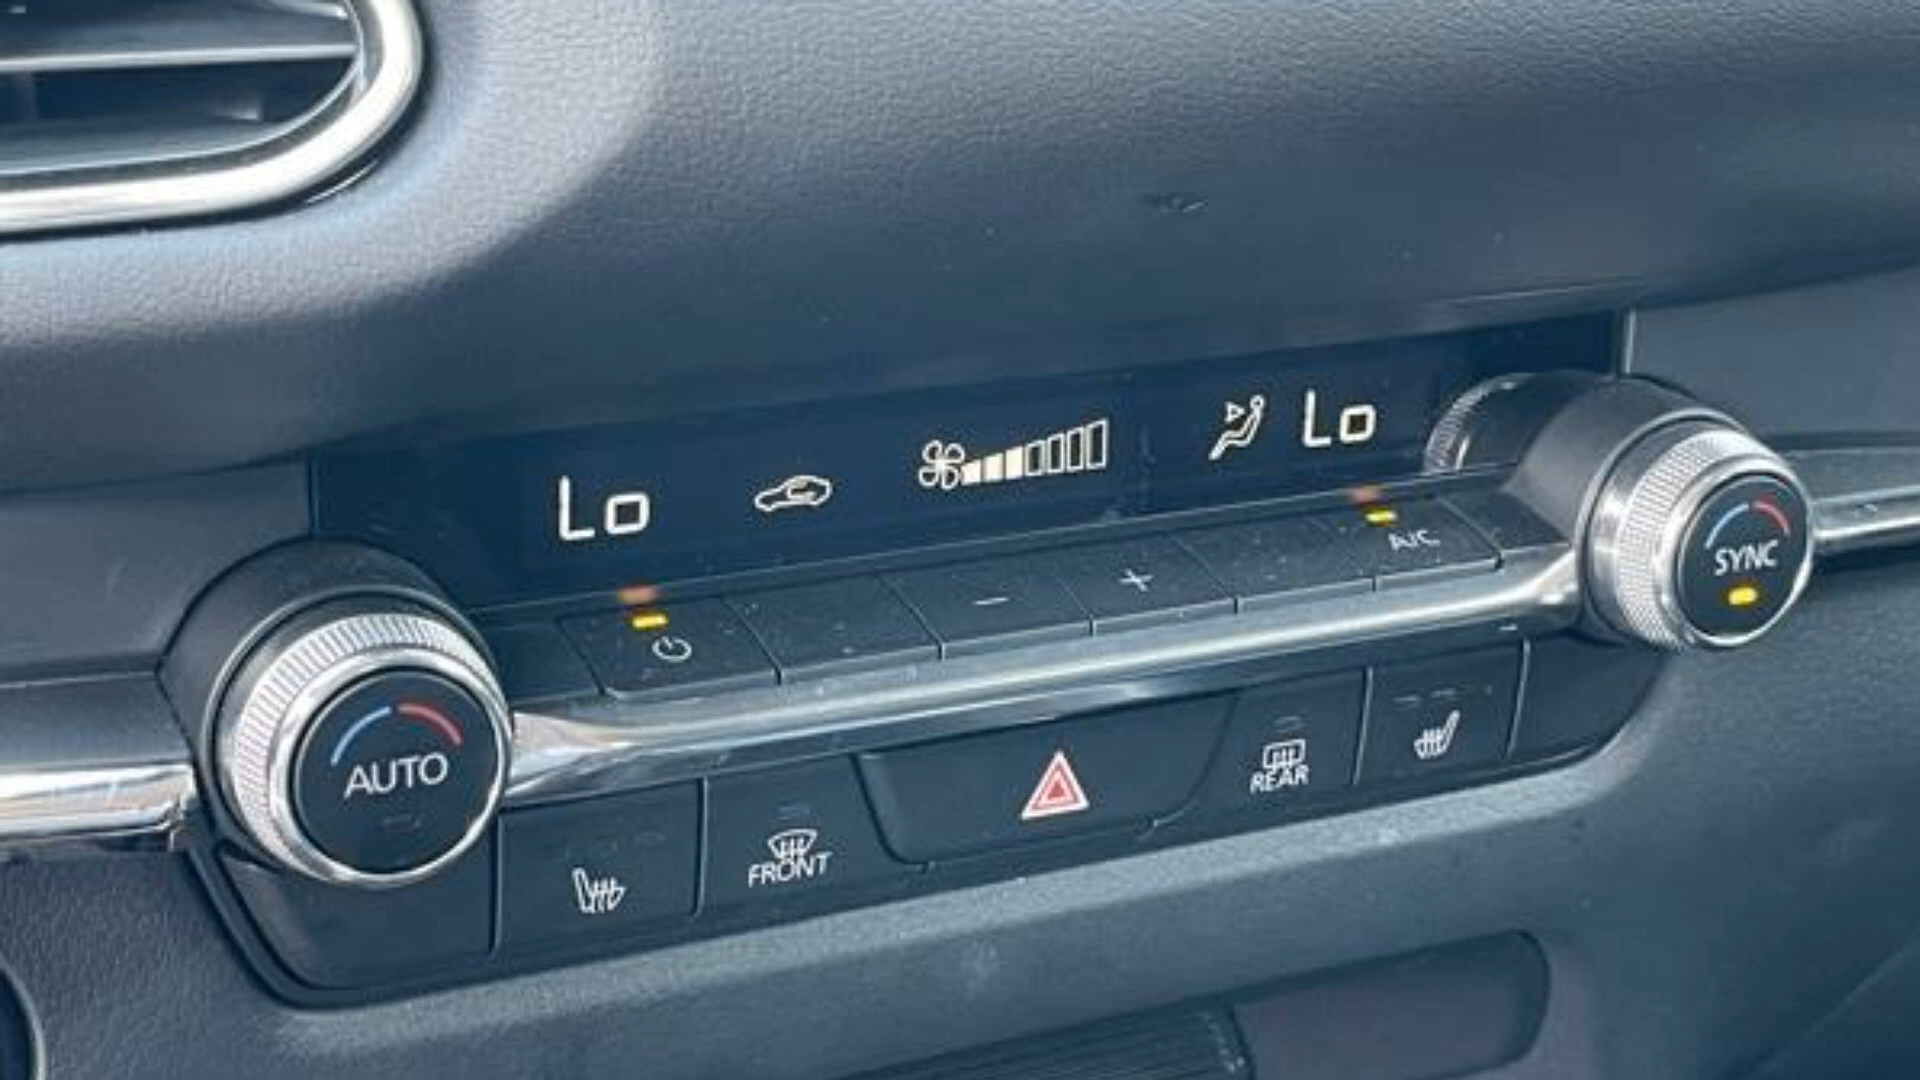 Lo
Lo
A/C
− +
SYNC
AUTO
FRONT
REAR